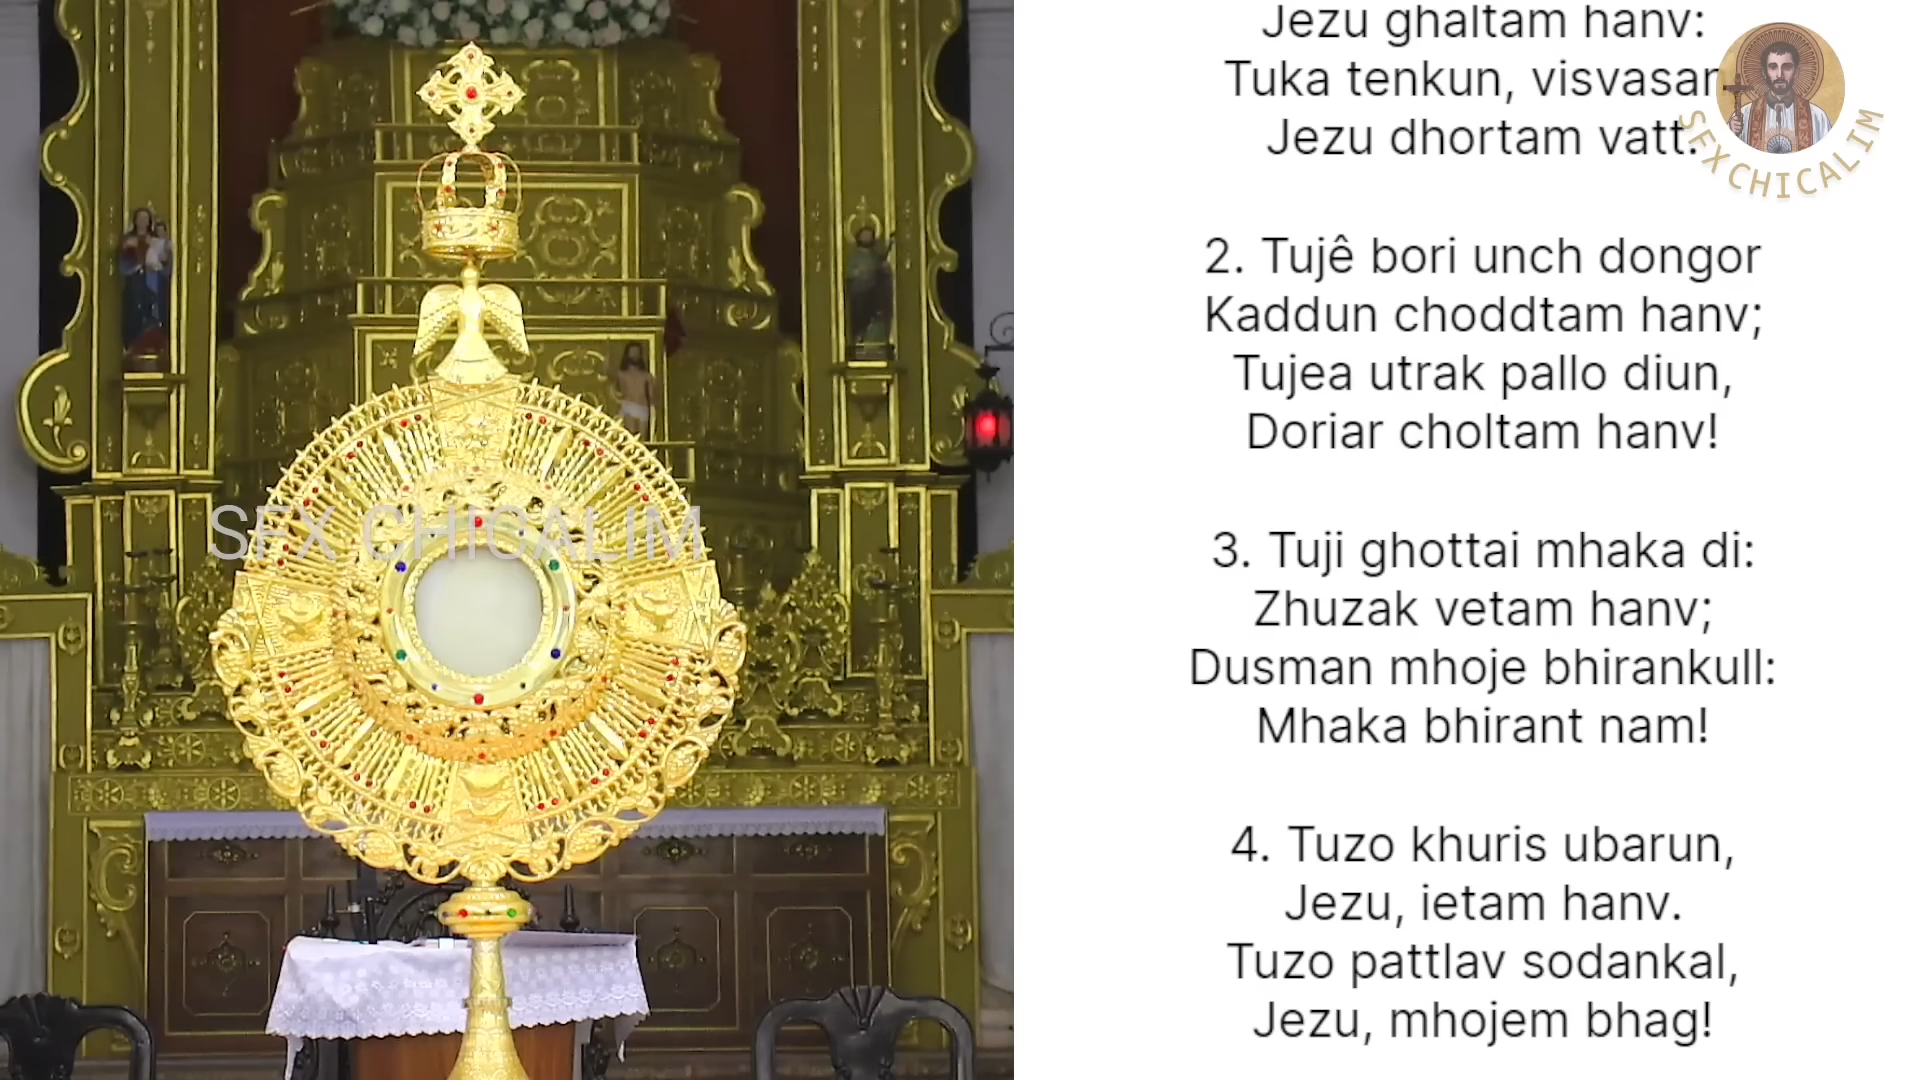 Jezu ghaltam hanv:
Tuka tenkun, visvasan
Jezu dhortam vatt.
2. Tujê bori unch dongor
Kaddun choddtam hanv;
Tujea utrak pallo diun,
Doriar choltam hanv!
3. Tuji ghottai mhaka di:
Zhuzak vetam hanv;
Dusman mhoje bhirankull:
Mhaka bhirant nam!
4. Tuzo khuris ubarun,
Jezu, ietam hanv.
Tuzo pattlav sodankal,
Jezu, mhojem bhag!
SFX CHICALIM
SFX CHICALIM